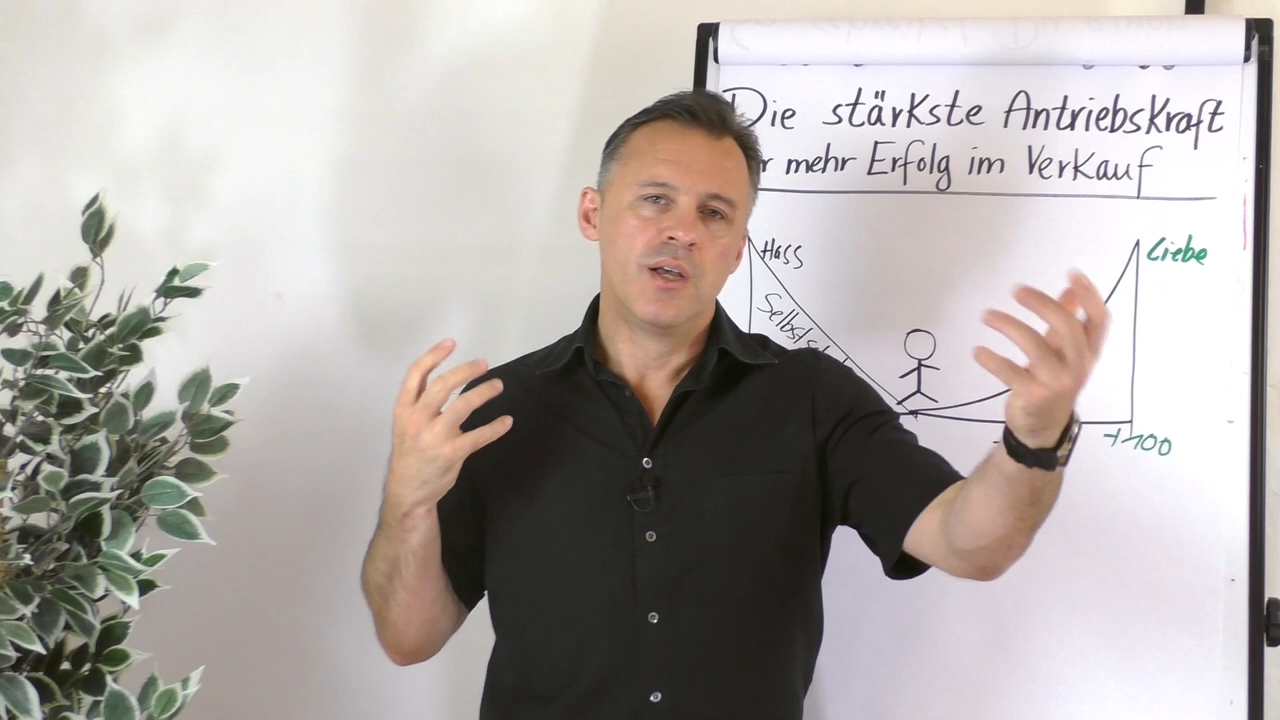 Die stärkste Antriebskraft
mehr Erfolg im Verkauf
Hass
Liebe
+100